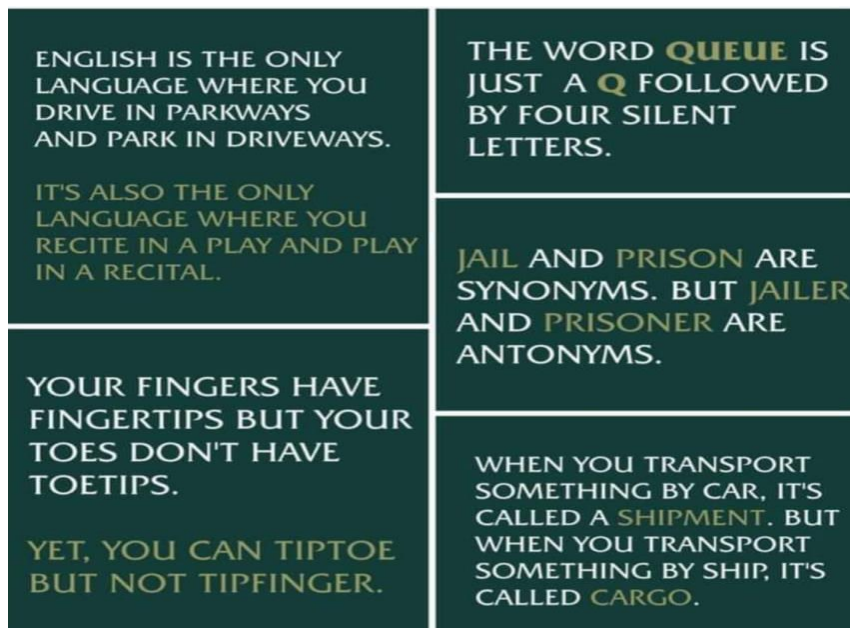 ENGLISH IS THE ONLY
LANGUAGE WHERE YOU
DRIVE IN PARKWAYS
AND PARK IN DRIVEWAYS.
IT'S ALSO THE ONLY
LANGUAGE WHERE YOU
RECITE IN A PLAY AND PLAY
IN A RECITAL.
YOUR FINGERS HAVE
FINGERTIPS BUT YOUR
TOES DON'T HAVE
TOETIPS.
YET, YOU CAN TIPTOE
BUT NOT TIPFINGER.
THE WORD QUEUE IS
JUST A Q FOLLOWED
BY FOUR SILENT
LETTERS.
JAIL AND PRISON ARE
SYNONYMS. BUT JAILER
AND PRISONER ARE
ANTONYMS.
WHEN YOU TRANSPORT
SOMETHING BY CAR, IT'S
CALLED A SHIPMENT. BUT
WHEN YOU TRANSPORT
SOMETHING BY SHIP, IT'S
CALLED CARGO.